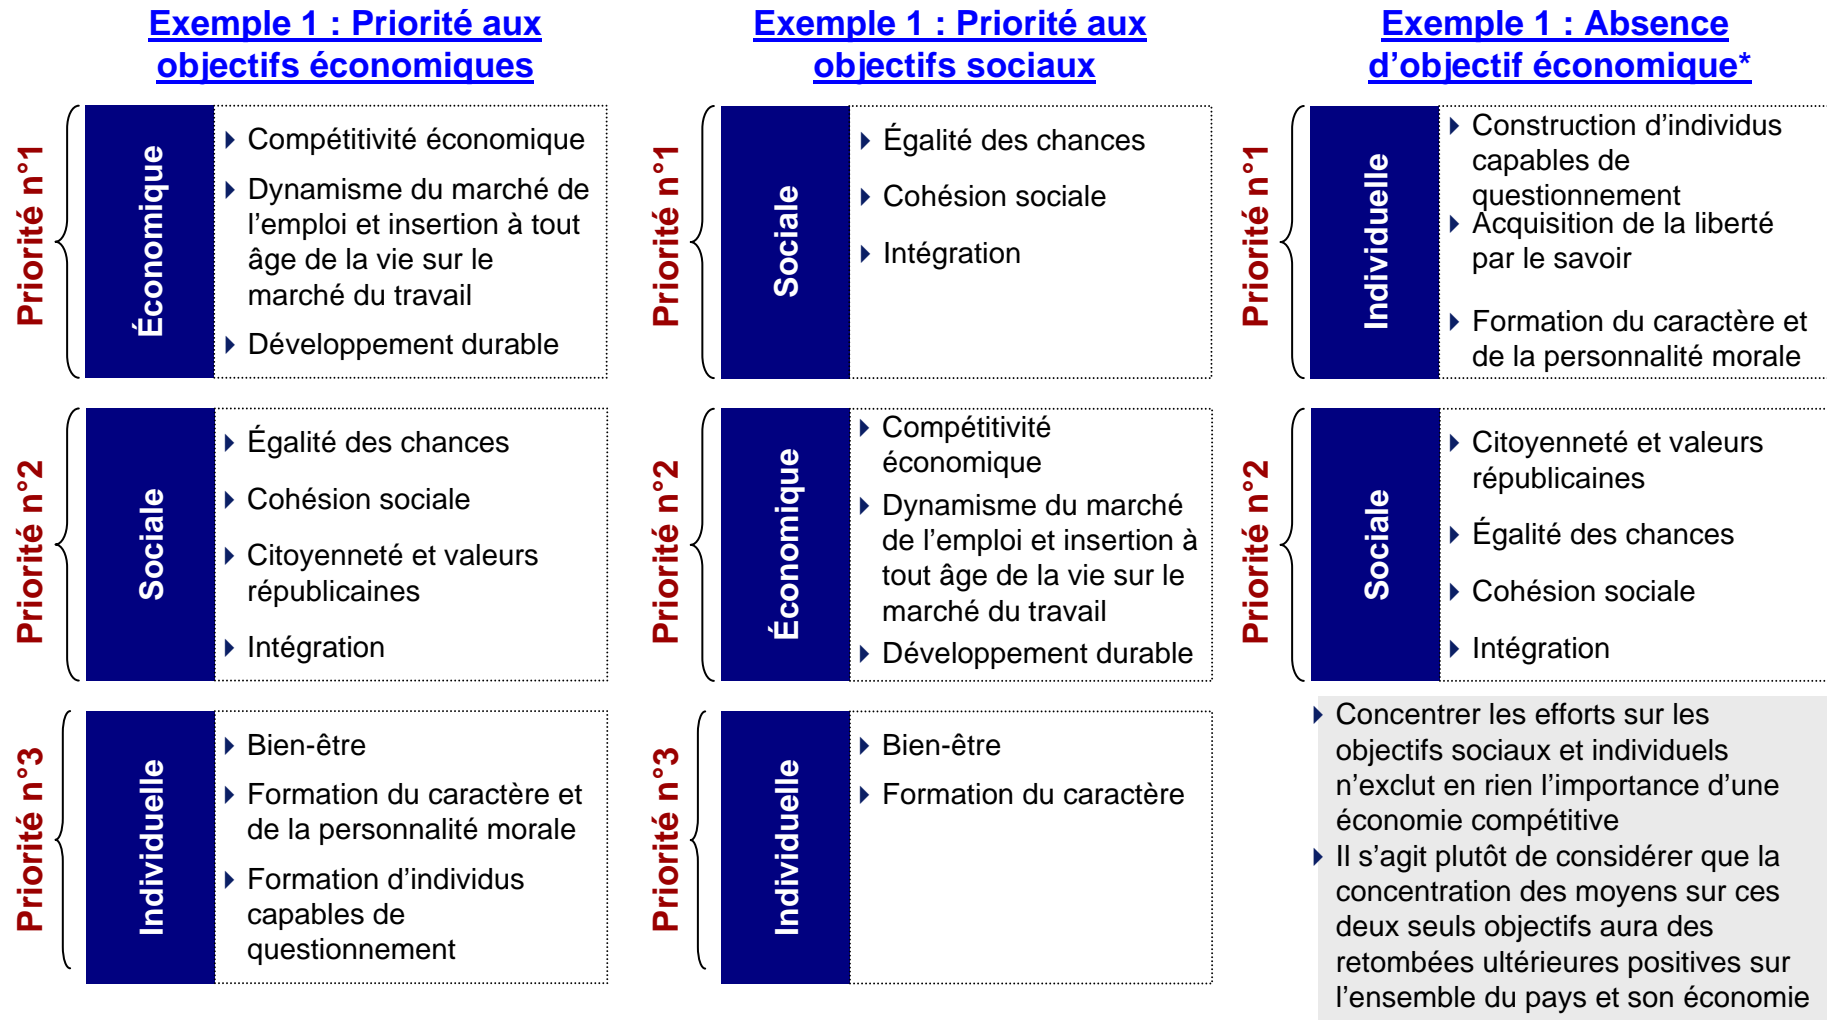 Exemple 1 : Priorité aux
objectifs économiques
Priorité n°1
Économique
Compétitivité économique
Dynamisme du marché de
l’emploi et insertion à tout
âge de la vie sur le
marché du travail
Développement durable
Priorité n°2
Sociale
Égalité des chances
Cohésion sociale
Citoyenneté et valeurs
républicaines
Intégration
Priorité n°3
Individuelle
Bien-être
Formation du caractère et
de la personnalité morale
Formation d’individus
capables de
questionnement
Exemple 1 : Priorité aux
objectifs sociaux
Priorité n°1
Sociale
Égalité des chances
Cohésion sociale
Intégration
Priorité n°2
Économique
Compétitivité
économique
Dynamisme du marché
de l’emploi et insertion à
tout âge de la vie sur le
marché du travail
Développement durable
Priorité n°3
Individuelle
Bien-être
Formation du caractère
Exemple 1 : Absence
d’objectif économique*
Priorité n°1
Individuelle
Construction d’individus
capables de
questionnement
Acquisition de la liberté
par le savoir
Formation du caractère et
de la personnalité morale
Priorité n°2
Sociale
Citoyenneté et valeurs
républicaines
Égalité des chances
Cohésion sociale
Intégration
Concentrer les efforts sur les
objectifs sociaux et individuels
n’exclut en rien l’importance d’une
économie compétitive
Il s’agit plutôt de considérer que la
concentration des moyens sur ces
deux seuls objectifs aura des
retombées ultérieures positives sur
l’ensemble du pays et son économie